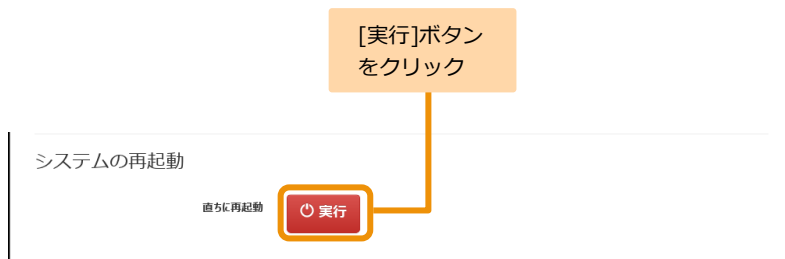 [実行]ボタン
をクリック
システムの再起動
直ちに再起動
実行